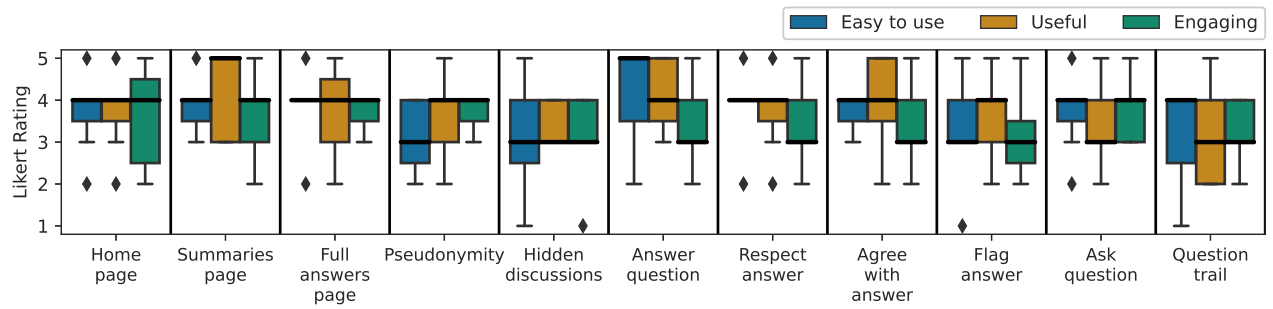 Easy to use Useful Engaging
Likert Rating
5
4
3
2
1
Home
page
Summaries
page
Full
answers
page
Pseudonymity
Hidden
discussions
Answer
question
Respect
answer
Agree
with
answer
Flag
answer
Ask
question
Question
trail